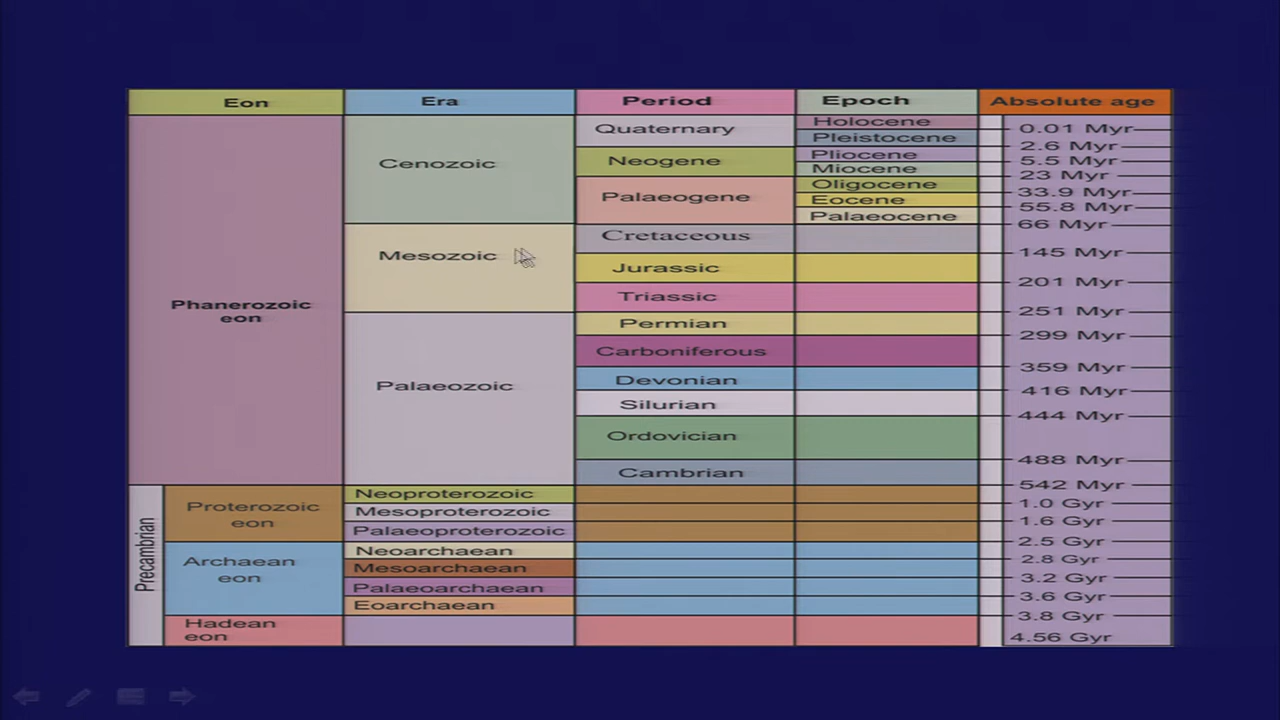 Eon Era Period Epoch Absolute age
Phanerozoic
eon
Cenozoic
Mesozoic
Palaeozoic
Quaternary
Neogene
Palaeogene
Cretaceous
Jurassic
Triassic
Permian
Carboniferous
Devonian
Silurian
Ordovician
Cambrian
Holocene
Pleistocene
Pliocene
Miocene
Oligocene
Eocene
Palaeocene
0.01 Myr
2.6 Myr
5.5 Myr
23 Myr
33.9 Myr
55.8 Myr
66 Myr
145 Myr
201 Myr
251 Myr
299 Myr
359 Myr
416 Myr
444 Myr
488 Myr
542 Myr
Precambrian
Proterozoic
eon
Archaean
eon
Hadean
eon
Neoproterozoic
Mesoproterozoic
Palaeoproterozoic
Neoarchaean
Mesoarchaean
Palaeoarchaean
Eoarchaean
1.0 Gyr
1.6 Gyr
2.5 Gyr
2.8 Gyr
3.2 Gyr
3.6 Gyr
3.8 Gyr
4.56 Gyr